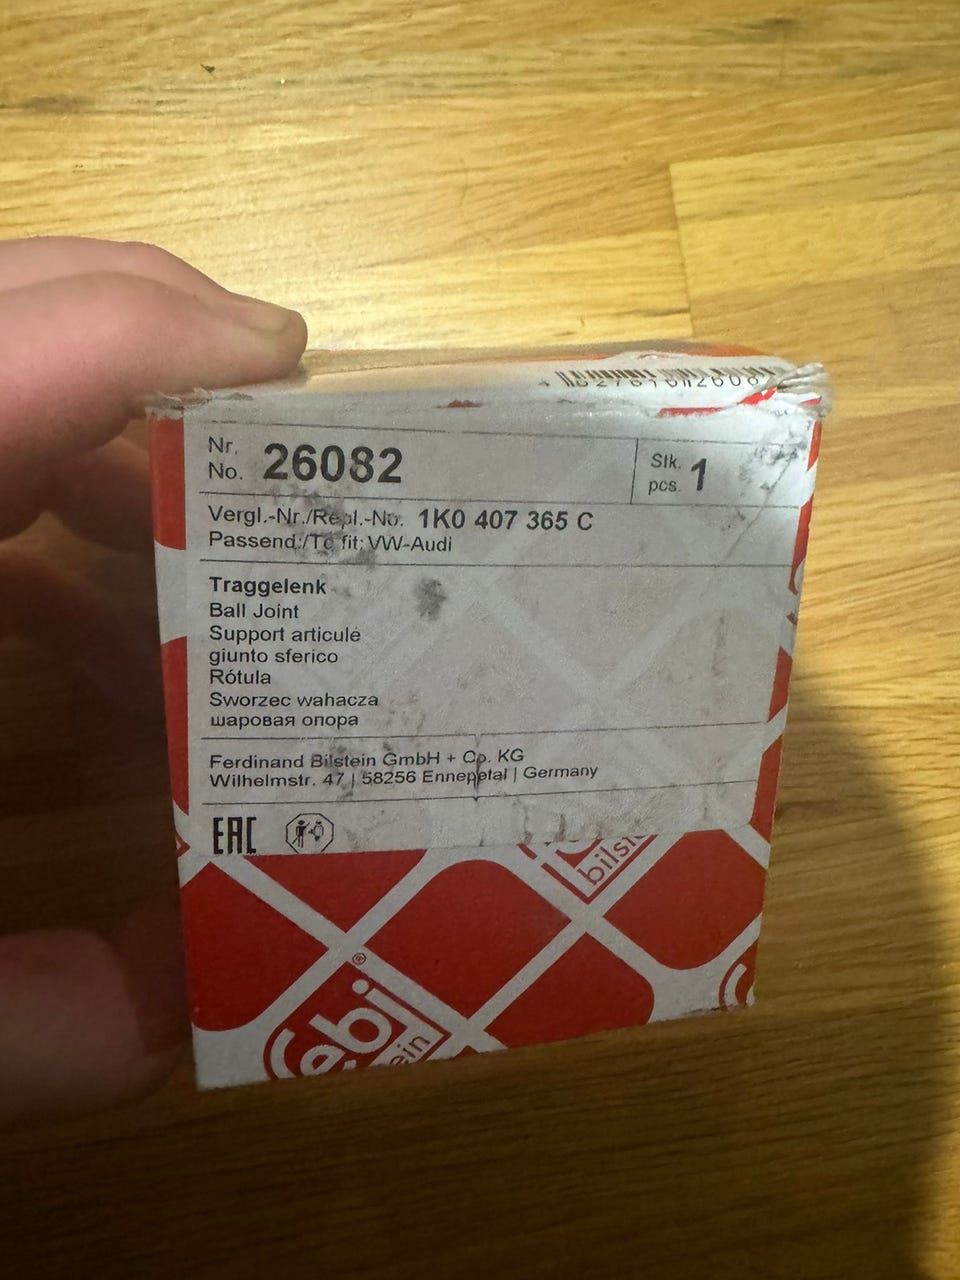 Nr.
No. 26082
Stk.
pcs. 1
Vergl.-Nr./Repl.-No. 1K0 407 365 C
Passend:/To fit: VW-Audi
Traggelenk
Ball Joint
Support articulé
giunto sferico
Rótula
Sworzec wahacza
шаровая опора
Ferdinand Bilstein GmbH + Co. KG
Wilhelmstr. 47 | 58256 Ennepetal | Germany
EAC
febi®